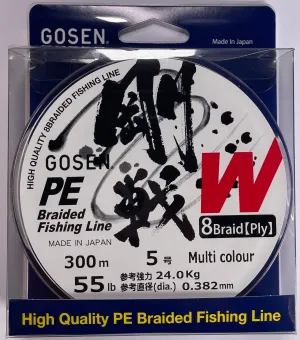 GOSEN
Made In Japan
HIGH QUALITY 8BRAIDED FISHING LINE
剛戦
GOSEN
PE
W
Braided
Fishing Line
8Braid【Ply】
MADE IN JAPAN
300m
5号
Multi colour
55lb
参考強力 24.0Kg
参考直径(dia.) 0.382mm
High Quality PE Braided Fishing Line